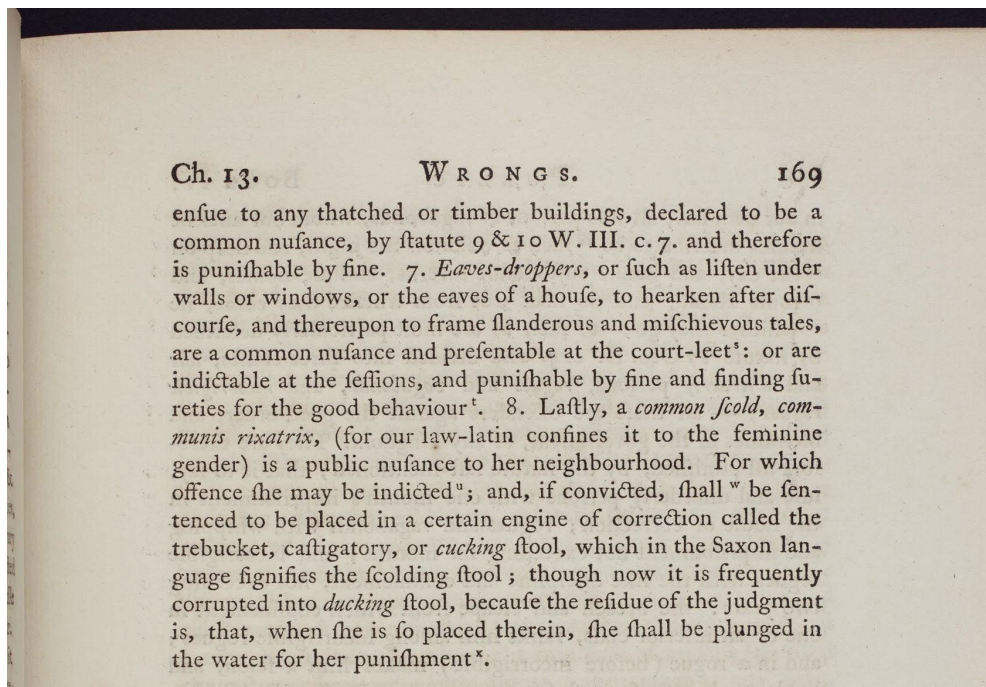 Ch. 13. WRONGS. 169
enſue to any thatched or timber buildings, declared to be a
common nuſance, by ſtatute 9 & 10 W. III. c. 7. and therefore
is puniſhable by fine. 7. Eaves-droppers, or ſuch as liſten under
walls or windows, or the eaves of a houſe, to hearken after diſ-
courſe, and thereupon to frame ſlanderous and miſchievous tales,
are a common nuſance and preſentable at the court-leet ˢ: or are
indictable at the ſeſſions, and puniſhable by fine and finding ſu-
reties for the good behaviour ᵗ. 8. Laſtly, a common ſcold, com-
munis rixatrix, (for our law-latin confines it to the feminine
gender) is a public nuſance to her neighbourhood. For which
offence ſhe may be indicted ᵘ; and, if convicted, ſhall ʷ be ſen-
tenced to be placed in a certain engine of correction called the
trebucket, caſtigatory, or cucking ſtool, which in the Saxon lan-
guage ſignifies the ſcolding ſtool; though now it is frequently
corrupted into ducking ſtool, becauſe the reſidue of the judgment
is, that, when ſhe is ſo placed therein, ſhe ſhall be plunged in
the water for her puniſhment ˣ.